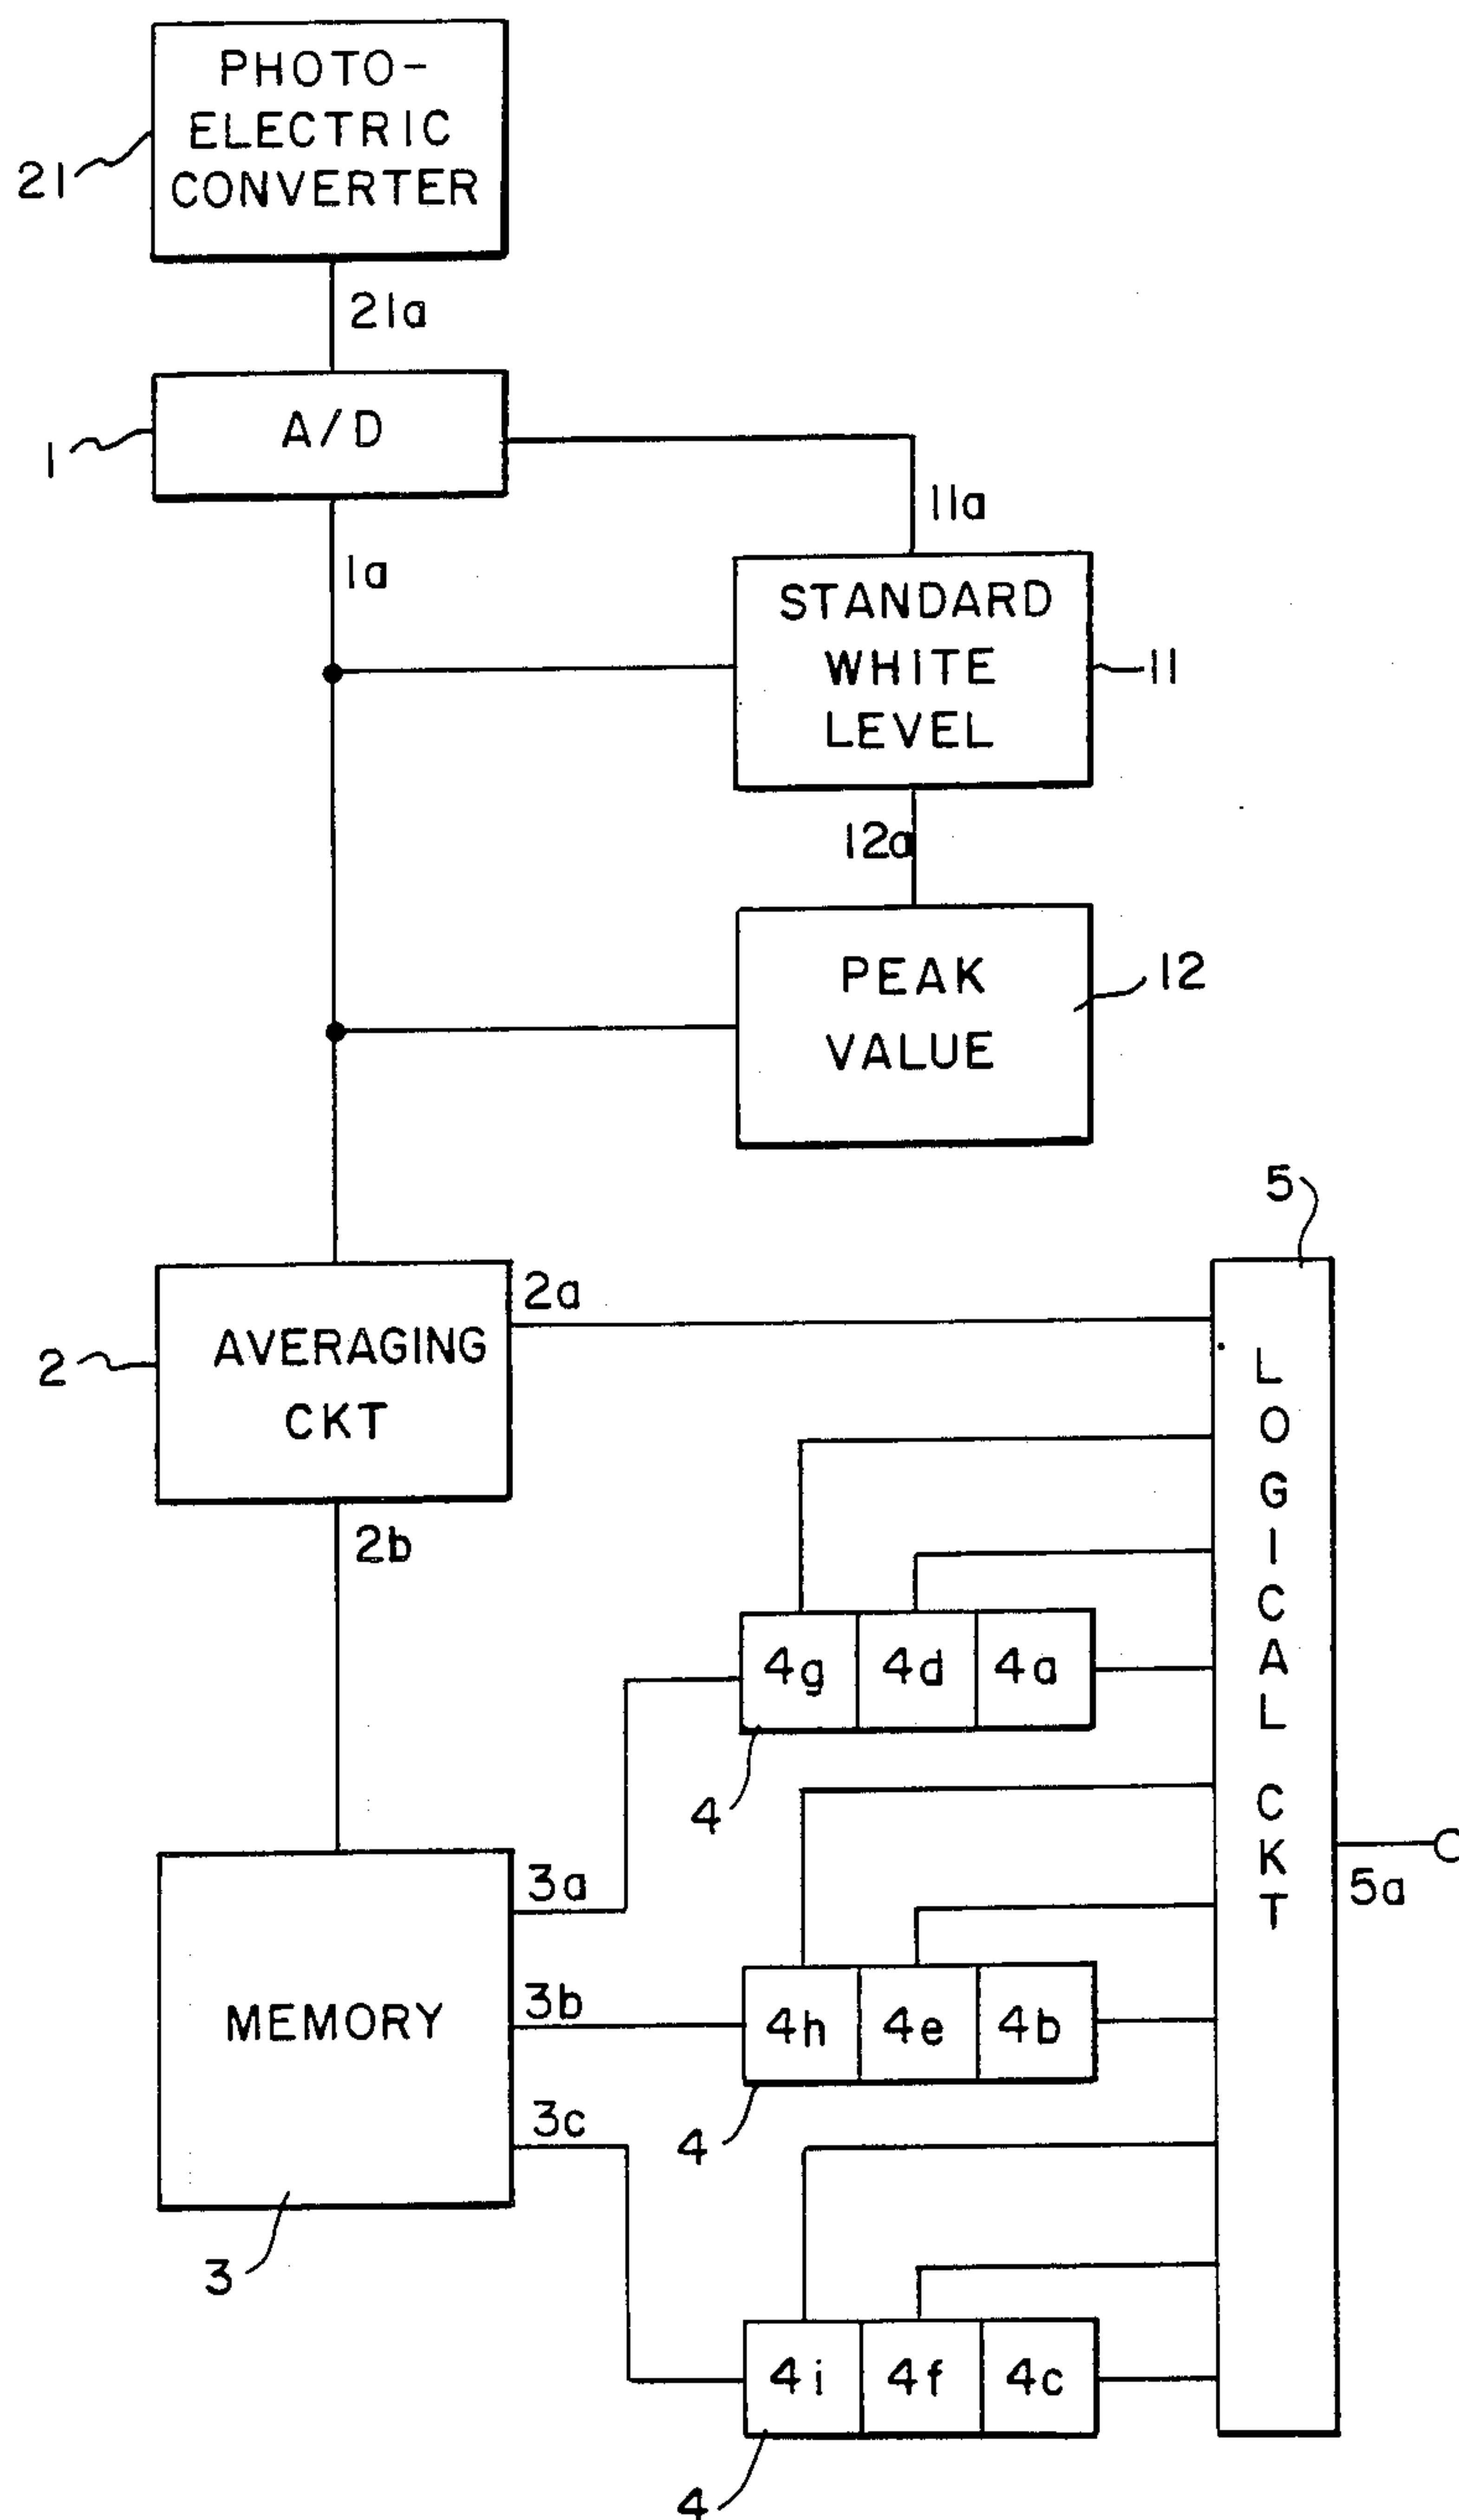 PHOTO-
ELECTRIC
CONVERTER
21
21a
A/D
1
11a
1a
STANDARD
WHITE
LEVEL
11
12a
PEAK
VALUE
12
5
2a
AVERAGING
CKT
2
2b
LOGICAL CKT
4g 4d 4a
4
3a
5a
MEMORY
3b
4h 4e 4b
4
3c
3
4i 4f 4c
4